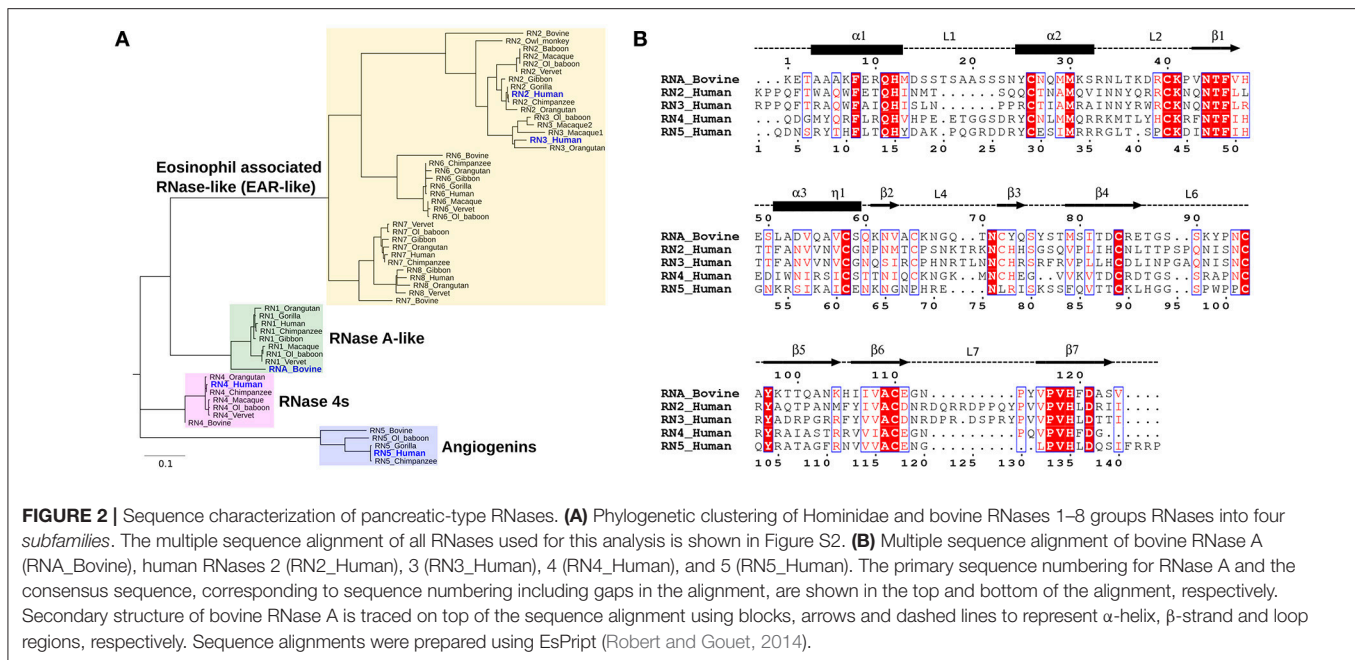 A
RN2_Bovine
RN2_Owl_monkey
RN2_Baboon
RN2_Macaque
RN2_Ol_baboon
RN2_Vervet
RN2_Gibbon
RN2_Gorilla
RN2_Human
RN2_Chimpanzee
RN2_Orangutan
RN3_Ol_baboon
RN3_Macaque2
RN3_Macaque1
RN3_Human
RN3_Orangutan
Eosinophil associated
RNase-like (EAR-like)
RN6_Bovine
RN6_Chimpanzee
RN6_Orangutan
RN6_Gibbon
RN6_Gorilla
RN6_Human
RN6_Macaque
RN6_Vervet
RN6_Ol_baboon
RN7_Vervet
RN7_Ol_baboon
RN7_Gibbon
RN7_Orangutan
RN7_Human
RN7_Chimpanzee
RN8_Gibbon
RN8_Human
RN8_Orangutan
RN8_Vervet
RN7_Bovine
RN1_Orangutan
RN1_Gorilla
RN1_Human
RN1_Chimpanzee
RN1_Gibbon
RN1_Macaque
RN1_Ol_baboon
RN1_Vervet
RNA_Bovine
RNase A-like
RN4_Orangutan
RN4_Human
RN4_Chimpanzee
RN4_Macaque
RN4_Ol_baboon
RN4_Vervet
RN4_Bovine
RNase 4s
RN5_Bovine
RN5_Ol_baboon
RN5_Gorilla
RN5_Human
RN5_Chimpanzee
Angiogenins
0.1
B
α1 L1 α2 L2 β1
1 10 20 30 40
RNA_Bovine ...KETAAAKFERQHMDSSTSAASSSNYCNQMMKSRNLTKDRCKPVNTFVH
RN2_Human KPPQFTWAQWFETQHINMT......SQQCTNAMQVINNYQRRCKNQNTFLL
RN3_Human RPPQFTRAQWFAIQHISLN......PPRCTIAMRAINNYRWRCKNQNTFLR
RN4_Human ..QDGMYQRFLRQHVHPE.ETGGSDRYCNLMMQRRKMTLYHCKRFNTFIH
RN5_Human ..QDNSRYTHFLTQHYDAKPQGRDDRYCESIMRRRGLTS.PCKDINTFIH
1 5 10 15 20 25 30 35 40 45 50
α3 η1 β2 L4 β3 β4 L6
50 60 70 80 90
RNA_Bovine ESLADVQAVCSQKNVACKNGQ..TNCYQSYSTMSITDCRETGS..SKYPNC
RN2_Human TTFANVVNVCGNPNMTCPSNKTRKNCHHSGSQVPLIHCNLTTPSPQNISNC
RN3_Human TTFANVVNVCGNQSIRCPHNRTLNNCHRSRFRVPLLHCDLINPGAQNISNC
RN4_Human EDIWNIRSICSTTNIQCKNGK..MNCHEG..VVKVTDCRDTGS..SRAPNC
RN5_Human GNKRSIKAICENKNGNPHRE.....NLRISKSSFQVTTCKLHGG..SPWPPC
55 60 65 70 75 80 85 90 95 100
β5 β6 L7 β7
100 110 120
RNA_Bovine AYKTTQANKHIIVACEGN.........PYVPVHFDASV....
RN2_Human RYAQTPANMFYIVACDNRDQRRDPPQYPVVPVHLDRII....
RN3_Human RYADRPGRRFYVVACDNRDP.RDSPRYPVVPVHLDTTI....
RN4_Human RYRAIASTRRVVIACEGN.........PQVPVHFDG......
RN5_Human QYRATAGFRNVVVACEN..........GLPVHLDQSIFRRP
105 110 115 120 125 130 135 140
FIGURE 2 | Sequence characterization of pancreatic-type RNases. (A) Phylogenetic clustering of Hominidae and bovine RNases 1–8 groups RNases into four
subfamilies. The multiple sequence alignment of all RNases used for this analysis is shown in Figure S2. (B) Multiple sequence alignment of bovine RNase A
(RNA_Bovine), human RNases 2 (RN2_Human), 3 (RN3_Human), 4 (RN4_Human), and 5 (RN5_Human). The primary sequence numbering for RNase A and the
consensus sequence, corresponding to sequence numbering including gaps in the alignment, are shown in the top and bottom of the alignment, respectively.
Secondary structure of bovine RNase A is traced on top of the sequence alignment using blocks, arrows and dashed lines to represent α-helix, β-strand and loop
regions, respectively. Sequence alignments were prepared using EsPript (Robert and Gouet, 2014).